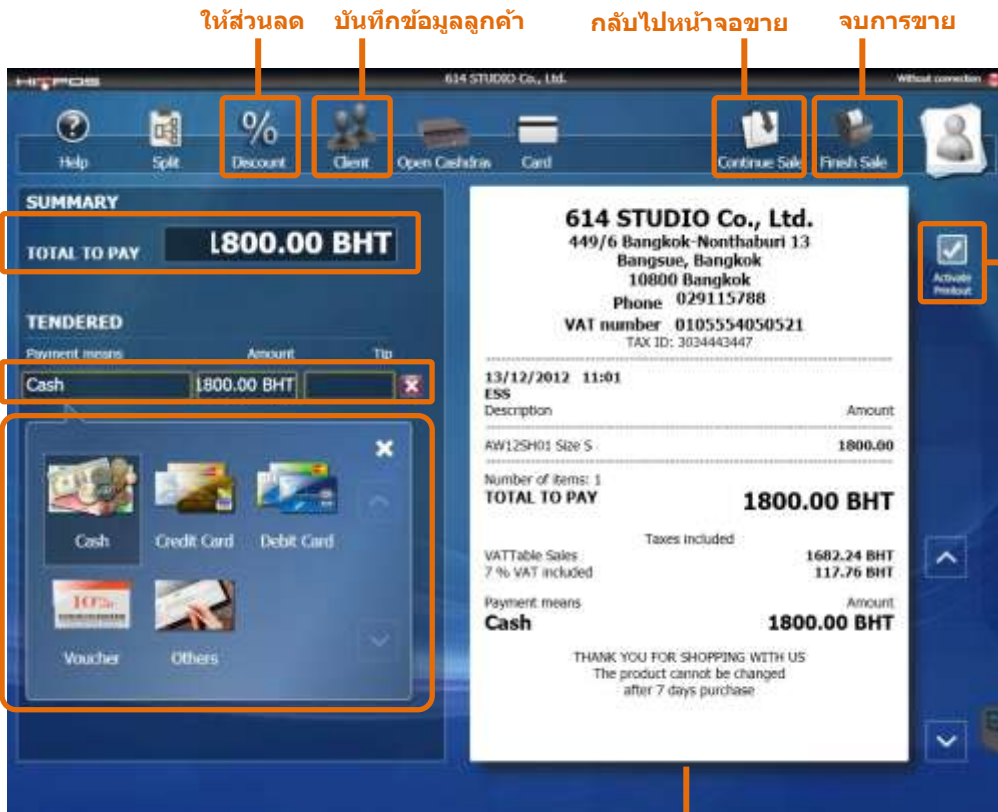 ให้ส่วนลด บันทึกข้อมูลลูกค้า กลับไปหน้าจอขาย จบการขาย
HITPOS 614 STUDIO Co., Ltd. Without connection
Help Split Discount Client Open Cashdraw Card Continue Sale Finish Sale
SUMMARY
TOTAL TO PAY 1800.00 BHT
TENDERED
Payment means Amount Tip
Cash 1800.00 BHT
Cash Credit Card Debit Card
10%
Voucher Others
614 STUDIO Co., Ltd.
449/6 Bangkok-Nonthaburi 13
Bangsue, Bangkok
10800 Bangkok
Phone 029115788
VAT number 0105554050521
TAX ID: 3034443447
13/12/2012 11:01
ESS
Description Amount
AW12SH01 Size S 1800.00
Number of items: 1
TOTAL TO PAY 1800.00 BHT
Taxes included
VATTable Sales 1682.24 BHT
7 % VAT included 117.76 BHT
Payment means Amount
Cash 1800.00 BHT
THANK YOU FOR SHOPPING WITH US
The product cannot be changed
after 7 days purchase
Activate
Printout